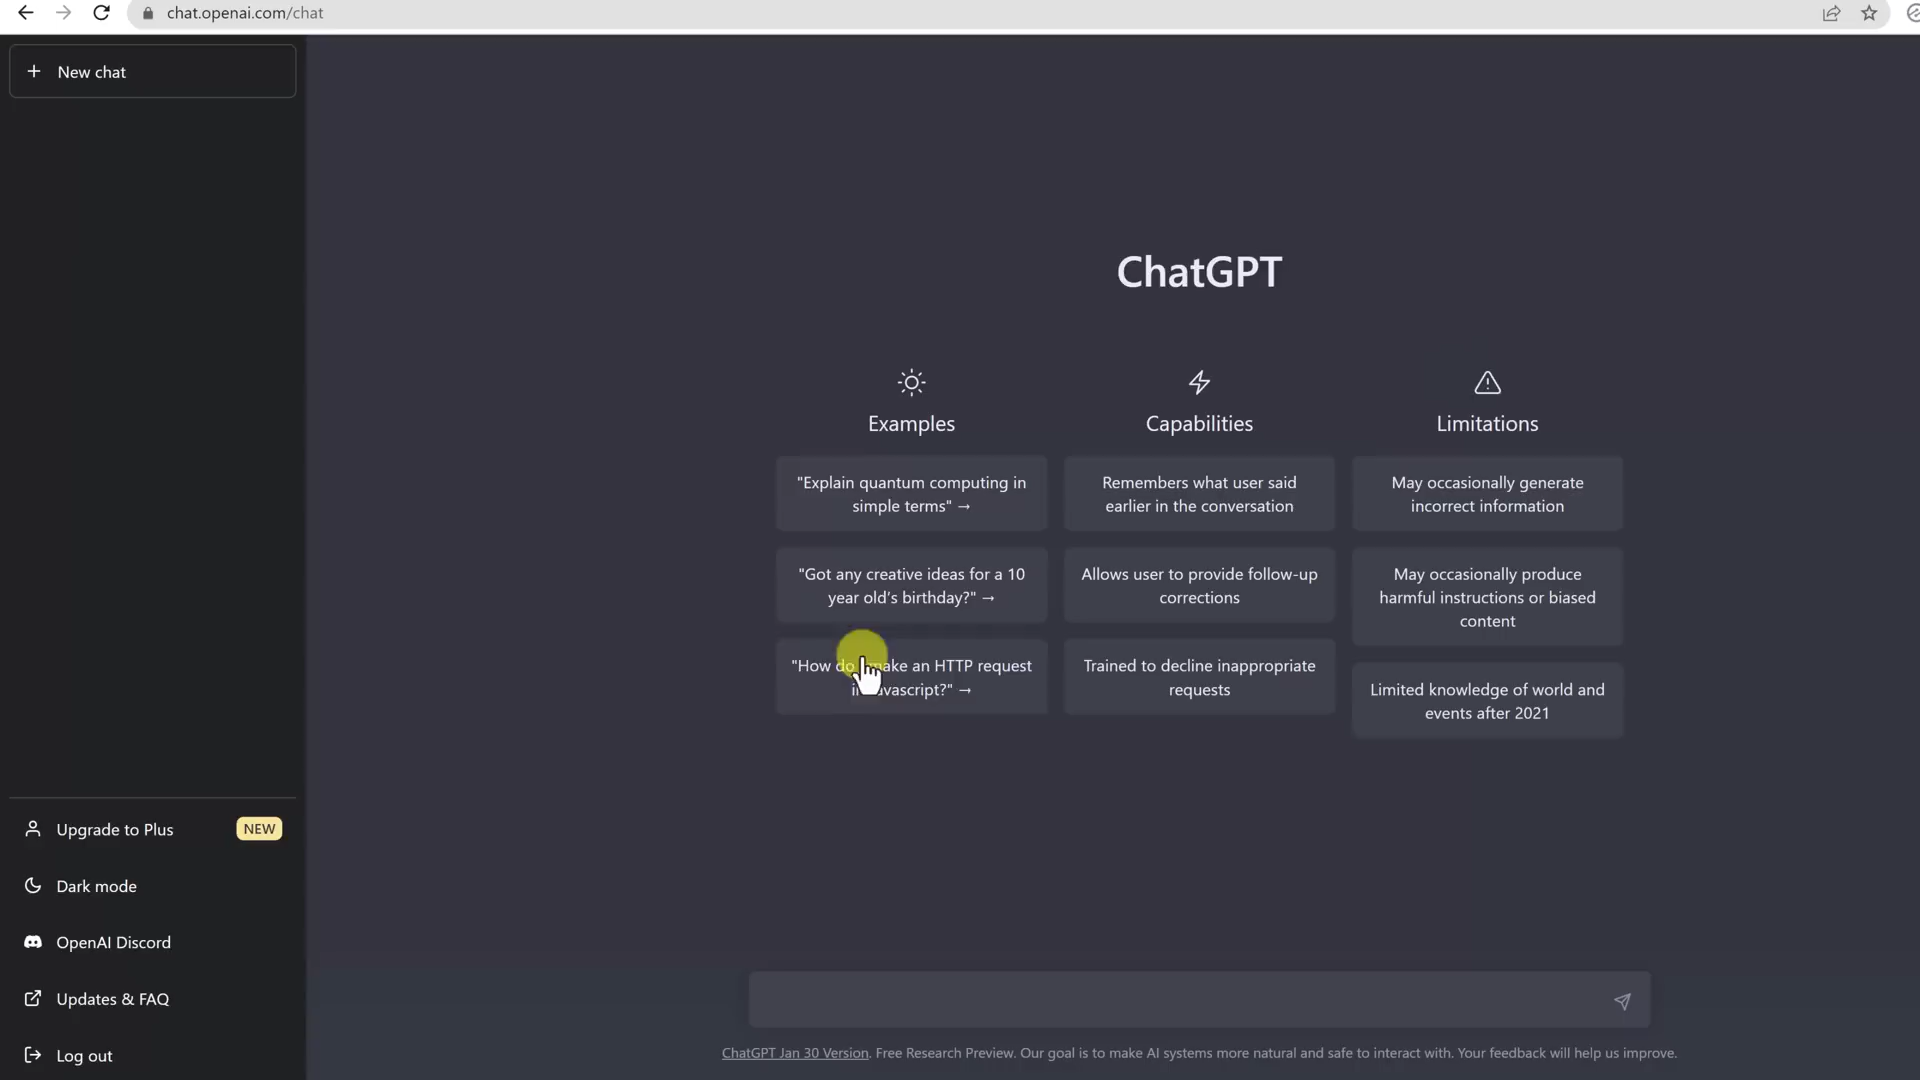 chat.openai.com/chat
New chat
ChatGPT
Examples
"Explain quantum computing in
simple terms" →
"Got any creative ideas for a 10
year old's birthday?" →
"How do make an HTTP request
in avascript?" →
Capabilities
Remembers what user said
earlier in the conversation
Allows user to provide follow-up
corrections
Trained to decline inappropriate
requests
Limitations
May occasionally generate
incorrect information
May occasionally produce
harmful instructions or biased
content
Limited knowledge of world and
events after 2021
Upgrade to Plus
NEW
Dark mode
OpenAI Discord
Updates & FAQ
Log out
ChatGPT Jan 30 Version. Free Research Preview. Our goal is to make AI systems more natural and safe to interact with. Your feedback will help us improve.